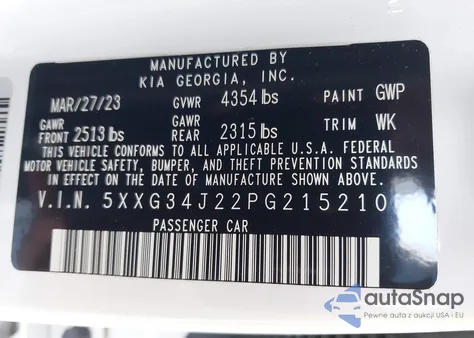 MANUFACTURED BY
KIA GEORGIA, INC.
MAR/27/23 GVWR 4354 lbs PAINT GWP
GAWR FRONT 2513 lbs GAWR REAR 2315 lbs TRIM WK
THIS VEHICLE CONFORMS TO ALL APPLICABLE U.S.A. FEDERAL
MOTOR VEHICLE SAFETY, BUMPER, AND THEFT PREVENTION STANDARDS
IN EFFECT ON THE DATE OF MANUFACTURE SHOWN ABOVE.
V.I.N. 5XXG34J22PG215210
PASSENGER CAR
autaSnap
Pewne auta z aukcji USA i EU